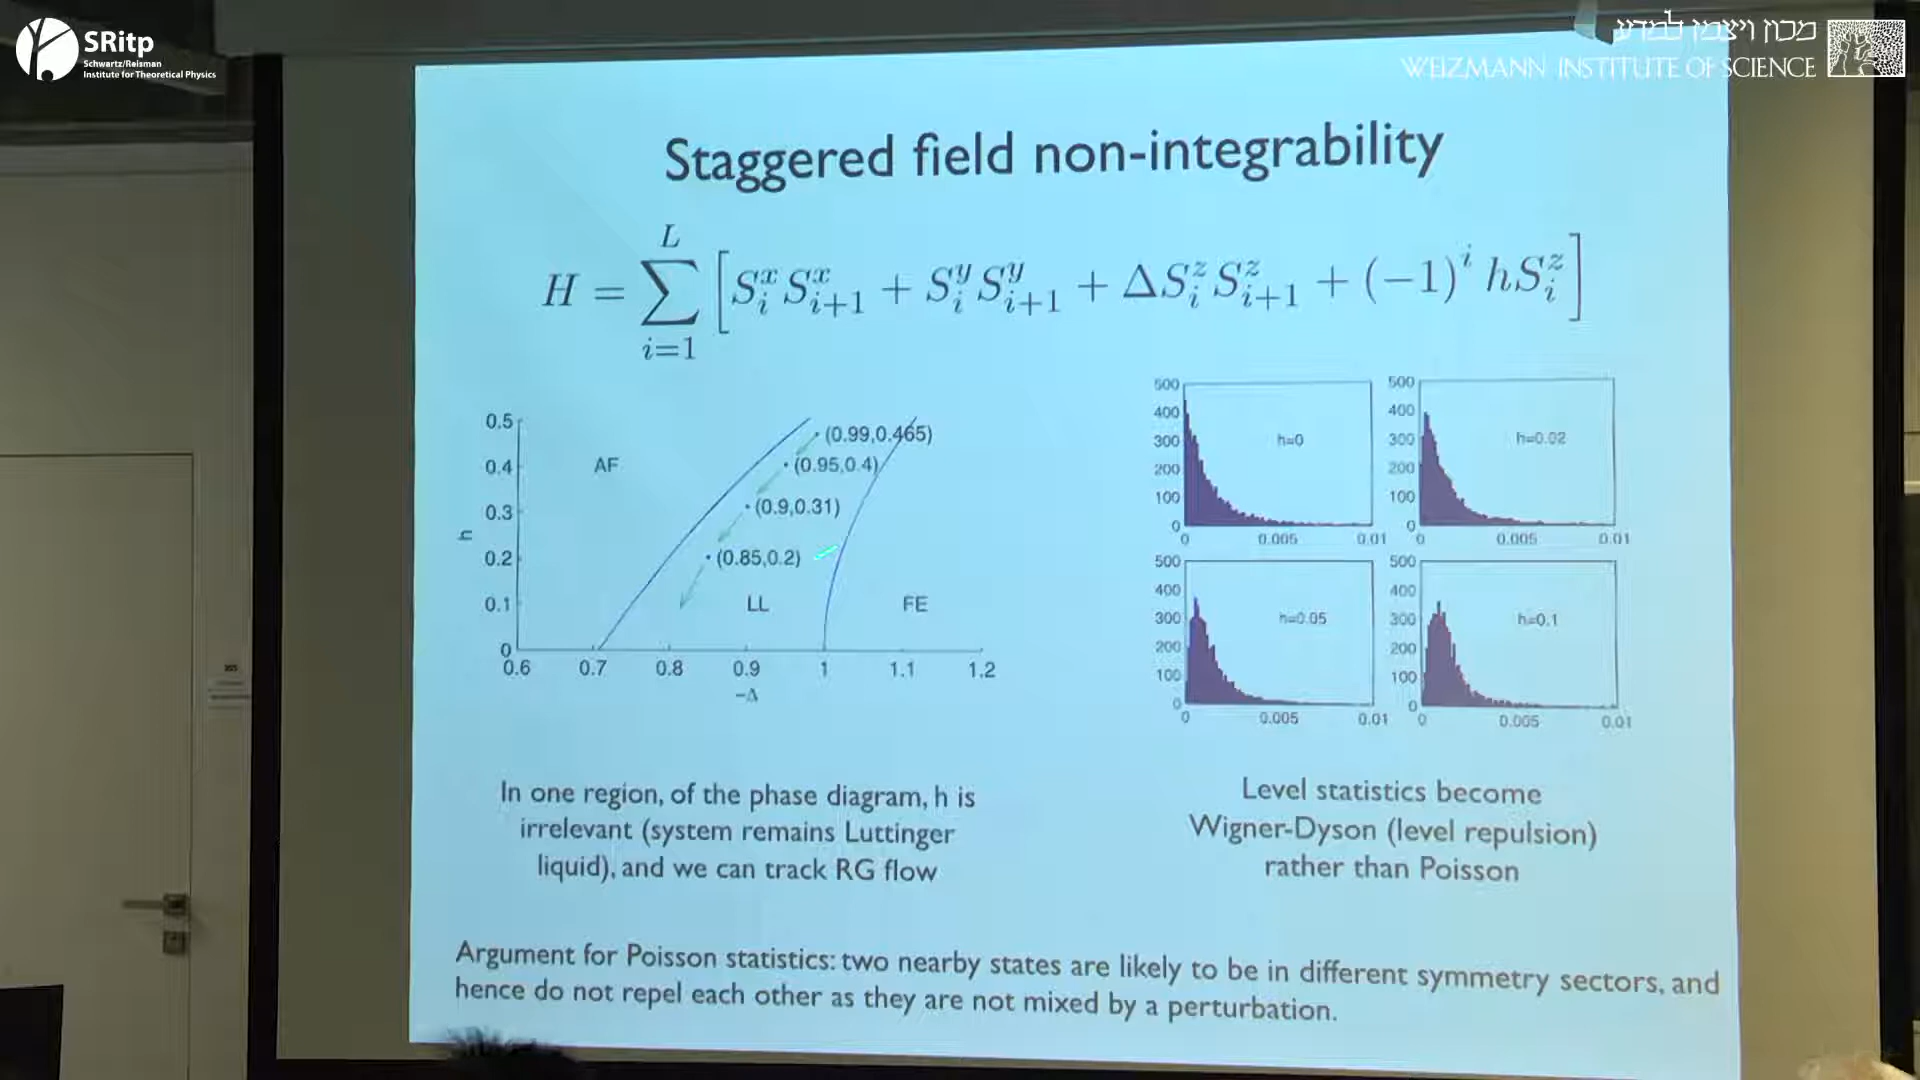 SRitp
Schwartz/Reisman
Institute for Theoretical Physics
מכון ויצמן למדע
WEIZMANN INSTITUTE OF SCIENCE
Staggered field non-integrability
H = \sum_{i=1}^{L} [ S_i^x S_{i+1}^x + S_i^y S_{i+1}^y + Δ S_i^z S_{i+1}^z + (−1)^i h S_i^z ]
0.5
0.4
0.3
0.2
0.1
0
h
AF
LL
FE
(0.99,0.465)
(0.95,0.4)
(0.9,0.31)
(0.85,0.2)
0.6 0.7 0.8 0.9 1 1.1 1.2
−Δ
500
400
300
200
100
0
h=0
0 0.005 0.01
500
400
300
200
100
0
h=0.02
0 0.005 0.01
500
400
300
200
100
0
h=0.05
0 0.005 0.01
500
400
300
200
100
0
h=0.1
0 0.005 0.01
In one region, of the phase diagram, h is
irrelevant (system remains Luttinger
liquid), and we can track RG flow
Level statistics become
Wigner-Dyson (level repulsion)
rather than Poisson
Argument for Poisson statistics: two nearby states are likely to be in different symmetry sectors, and
hence do not repel each other as they are not mixed by a perturbation.